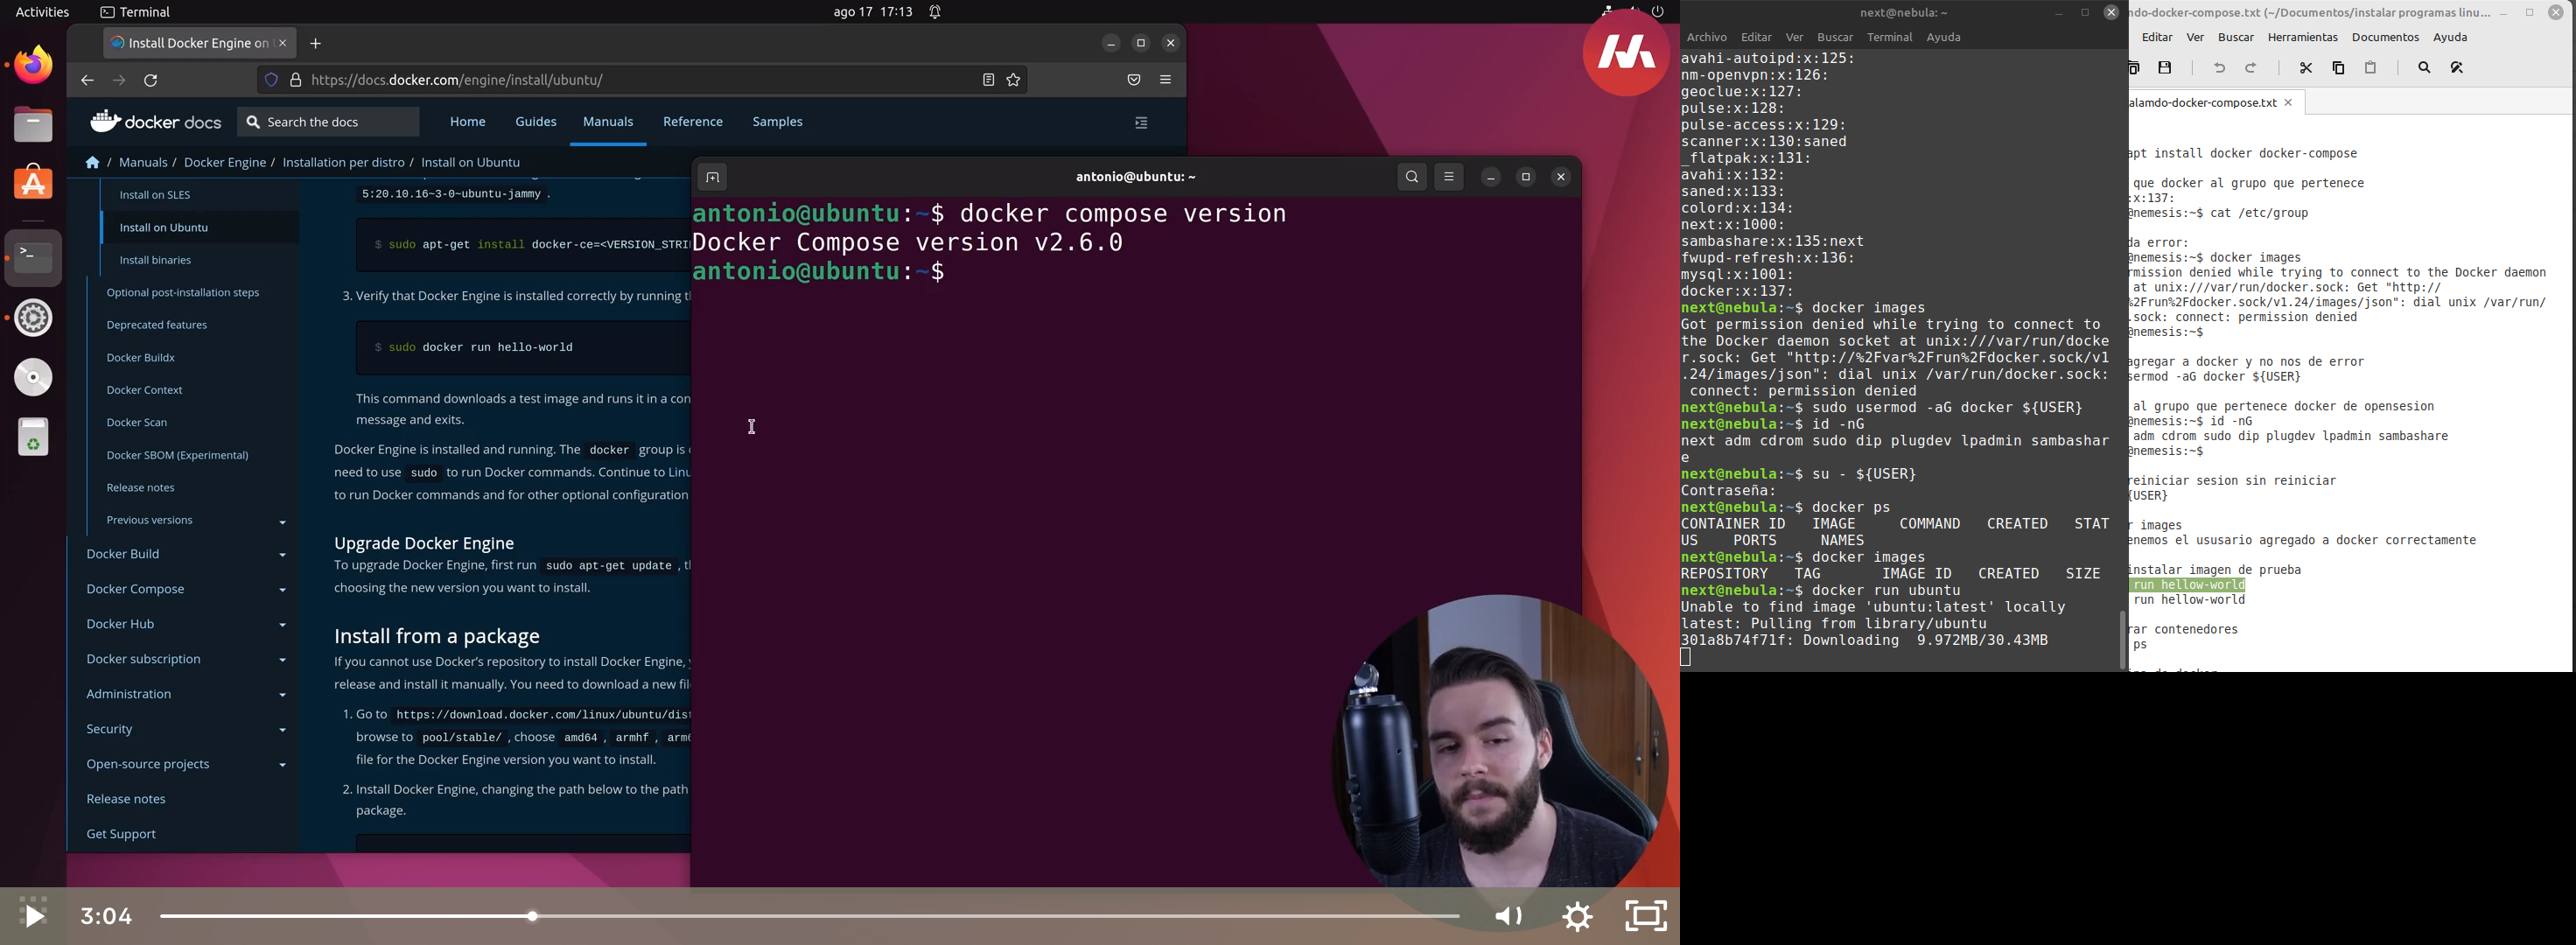 Activities
Terminal
ago 17 17:13
Install Docker Engine on
https://docs.docker.com/engine/install/ubuntu/
docker docs
Search the docs
Home
Guides
Manuals
Reference
Samples
/ Manuals / Docker Engine / Installation per distro / Install on Ubuntu
Install on SLES
Install on Ubuntu
Install binaries
Optional post-installation steps
Deprecated features
Docker Buildx
Docker Context
Docker Scan
Docker SBOM (Experimental)
Release notes
Previous versions
Docker Build
Docker Compose
Docker Hub
Docker subscription
Administration
Security
Open-source projects
Release notes
Get Support
5:20.10.16~3-0~ubuntu-jammy .
$ sudo apt-get install docker-ce=<VERSION_STRI
3. Verify that Docker Engine is installed correctly by running t
$ sudo docker run hello-world
This command downloads a test image and runs it in a con
message and exits.
Docker Engine is installed and running. The docker group is
need to use sudo to run Docker commands. Continue to Linu
to run Docker commands and for other optional configuration
Upgrade Docker Engine
To upgrade Docker Engine, first run sudo apt-get update , t
choosing the new version you want to install.
Install from a package
If you cannot use Docker's repository to install Docker Engine,
release and install it manually. You need to download a new fil
1. Go to https://download.docker.com/linux/ubuntu/dist
browse to pool/stable/ , choose amd64 , armhf , arm6
file for the Docker Engine version you want to install.
2. Install Docker Engine, changing the path below to the path
package.
antonio@ubuntu: ~
antonio@ubuntu:~$ docker compose version
Docker Compose version v2.6.0
antonio@ubuntu:~$
3:04
next@nebula: ~
Archivo Editar Ver Buscar Terminal Ayuda
avahi-autoipd:x:125:
nm-openvpn:x:126:
geoclue:x:127:
pulse:x:128:
pulse-access:x:129:
scanner:x:130:saned
_flatpak:x:131:
avahi:x:132:
saned:x:133:
colord:x:134:
next:x:1000:
sambashare:x:135:next
fwupd-refresh:x:136:
mysql:x:1001:
docker:x:137:
next@nebula:~$ docker images
Got permission denied while trying to connect to
the Docker daemon socket at unix:///var/run/docke
r.sock: Get "http://%2Fvar%2Frun%2Fdocker.sock/v1
.24/images/json": dial unix /var/run/docker.sock:
connect: permission denied
next@nebula:~$ sudo usermod -aG docker ${USER}
next@nebula:~$ id -nG
next adm cdrom sudo dip plugdev lpadmin sambashar
e
next@nebula:~$ su - ${USER}
Contraseña:
next@nebula:~$ docker ps
CONTAINER ID   IMAGE     COMMAND   CREATED   STAT
US    PORTS     NAMES
next@nebula:~$ docker images
REPOSITORY   TAG       IMAGE ID   CREATED   SIZE
next@nebula:~$ docker run ubuntu
Unable to find image 'ubuntu:latest' locally
latest: Pulling from library/ubuntu
301a8b74f71f: Downloading  9.972MB/30.43MB
ndo-docker-compose.txt (~/Documentos/instalar programas linu...
Editar Ver Buscar Herramientas Documentos Ayuda
alamdo-docker-compose.txt
apt install docker docker-compose
que docker al grupo que pertenece
:x:137:
@nemesis:~$ cat /etc/group
da error:
@nemesis:~$ docker images
rmission denied while trying to connect to the Docker daemon
at unix:///var/run/docker.sock: Get "http://
%2Frun%2Fdocker.sock/v1.24/images/json": dial unix /var/run/
.sock: connect: permission denied
@nemesis:~$
agregar a docker y no nos de error
sermod -aG docker ${USER}
al grupo que pertenece docker de opensesion
@nemesis:~$ id -nG
adm cdrom sudo dip plugdev lpadmin sambashare
@nemesis:~$
reiniciar sesion sin reiniciar
{USER}
r images
enemos el ususario agregado a docker correctamente
instalar imagen de prueba
run hellow-world
run hellow-world
rar contenedores
ps